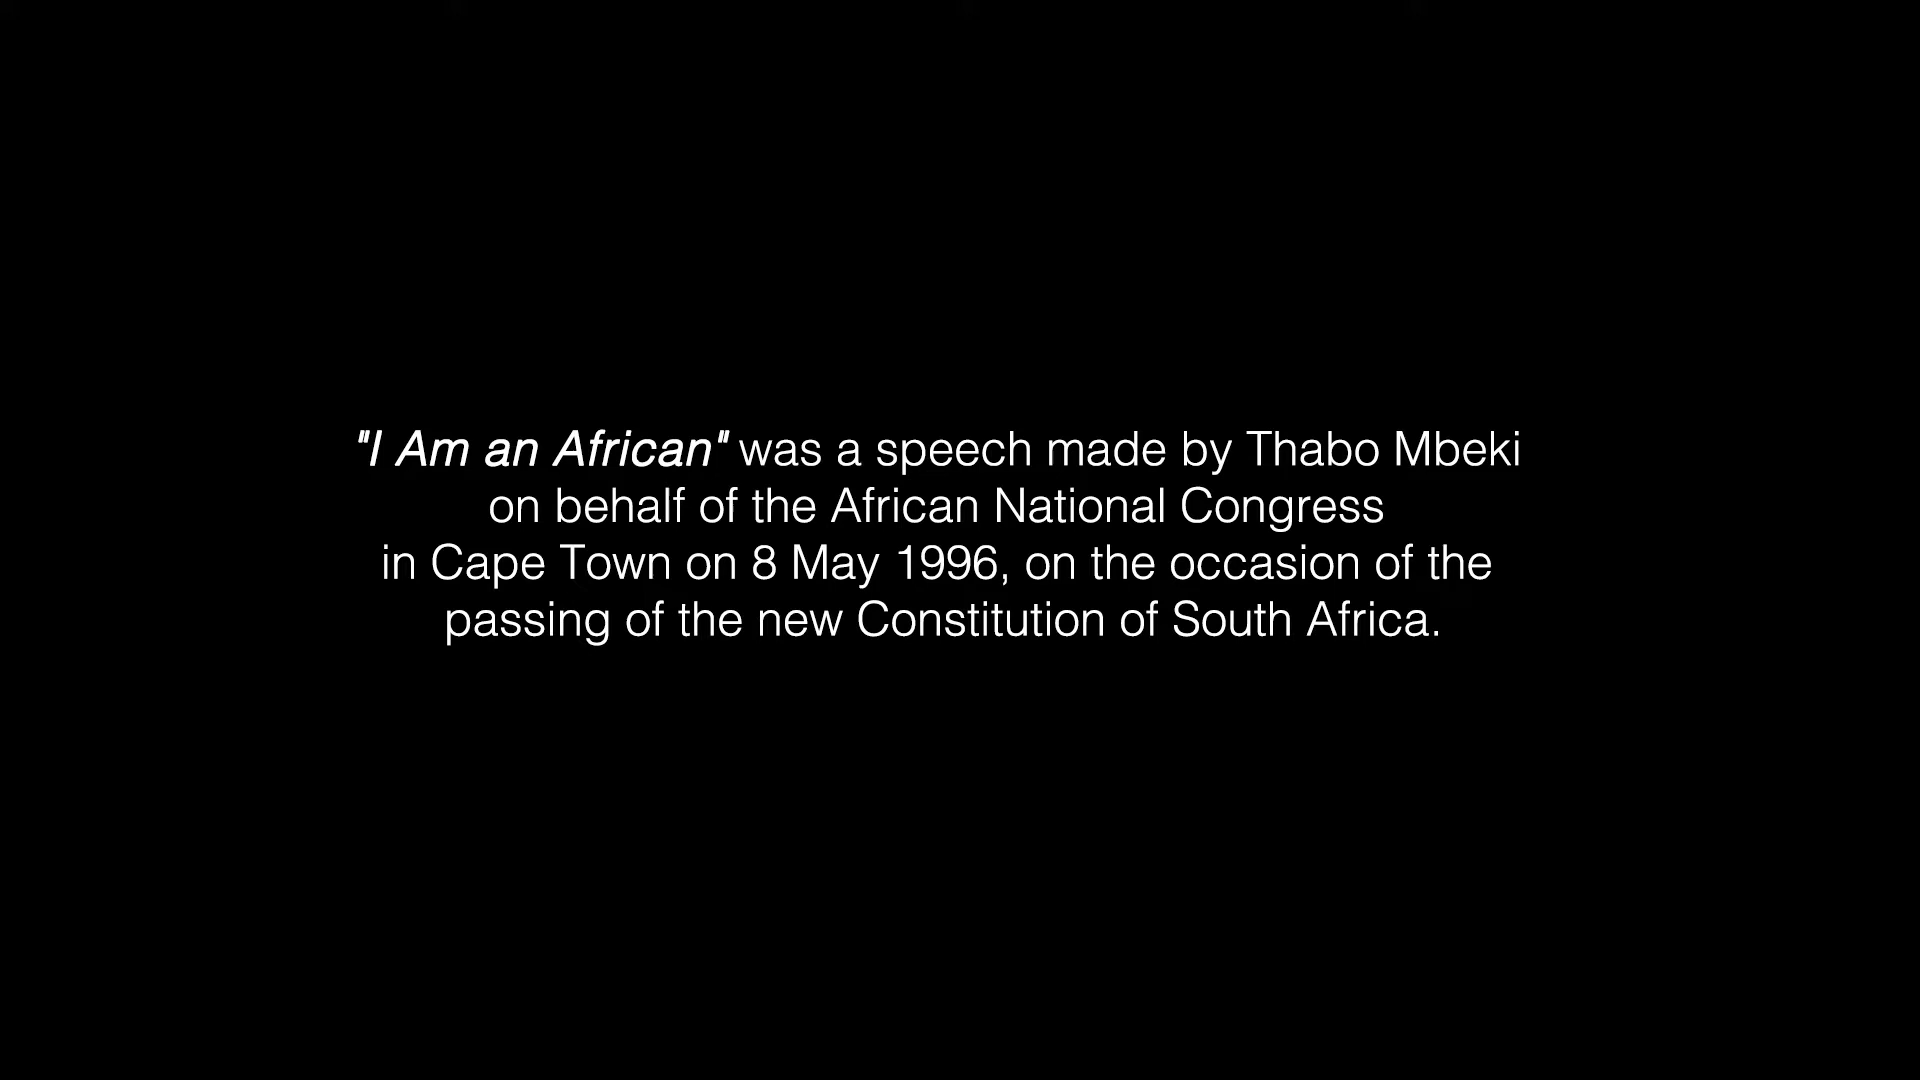 "I Am an African" was a speech made by Thabo Mbeki
on behalf of the African National Congress
in Cape Town on 8 May 1996, on the occasion of the
passing of the new Constitution of South Africa.